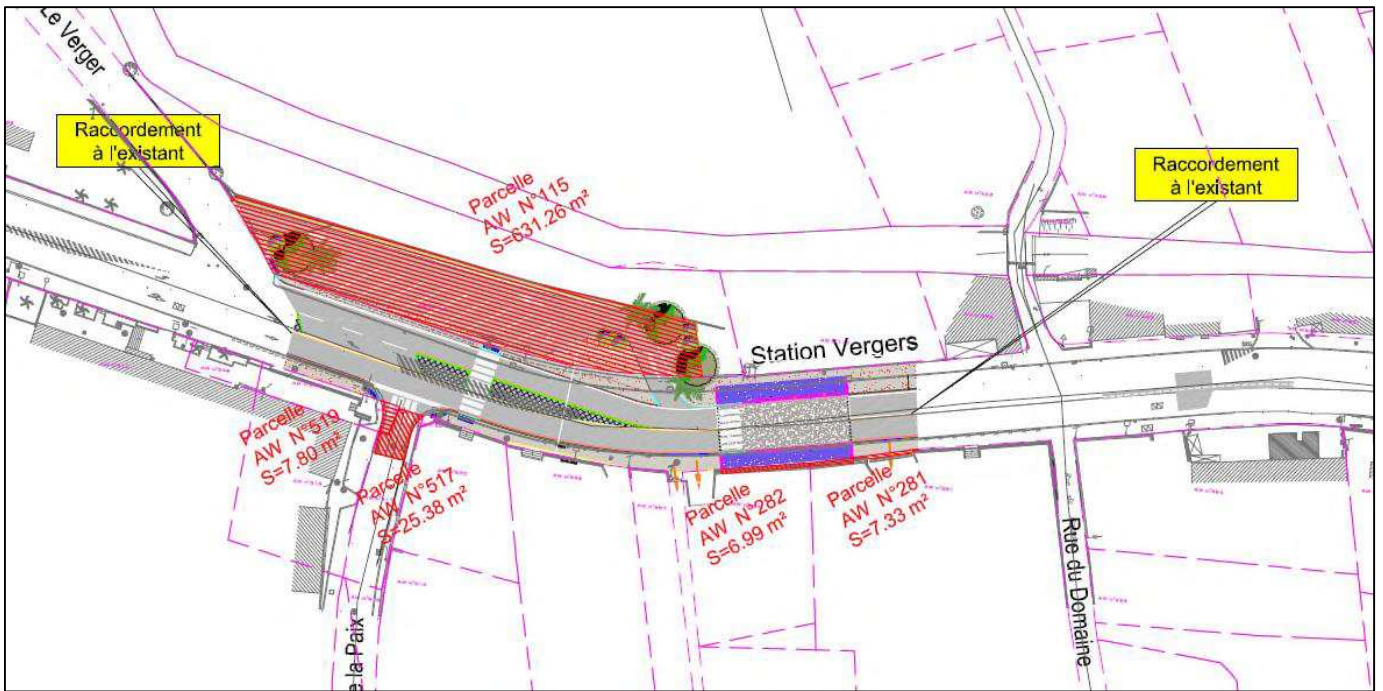 Le Verger
Raccordement
à l'existant
Parcelle
AW N°115
S=631.26 m²
Raccordement
à l'existant
Station Vergers
Parcelle
AW N°519
S=7.80 m²
Parcelle
AW N°517
S=25.38 m²
Parcelle
AW N°282
S=6.99 m²
Parcelle
AW N°281
S=7.33 m²
e la Paix
Rue du Domaine